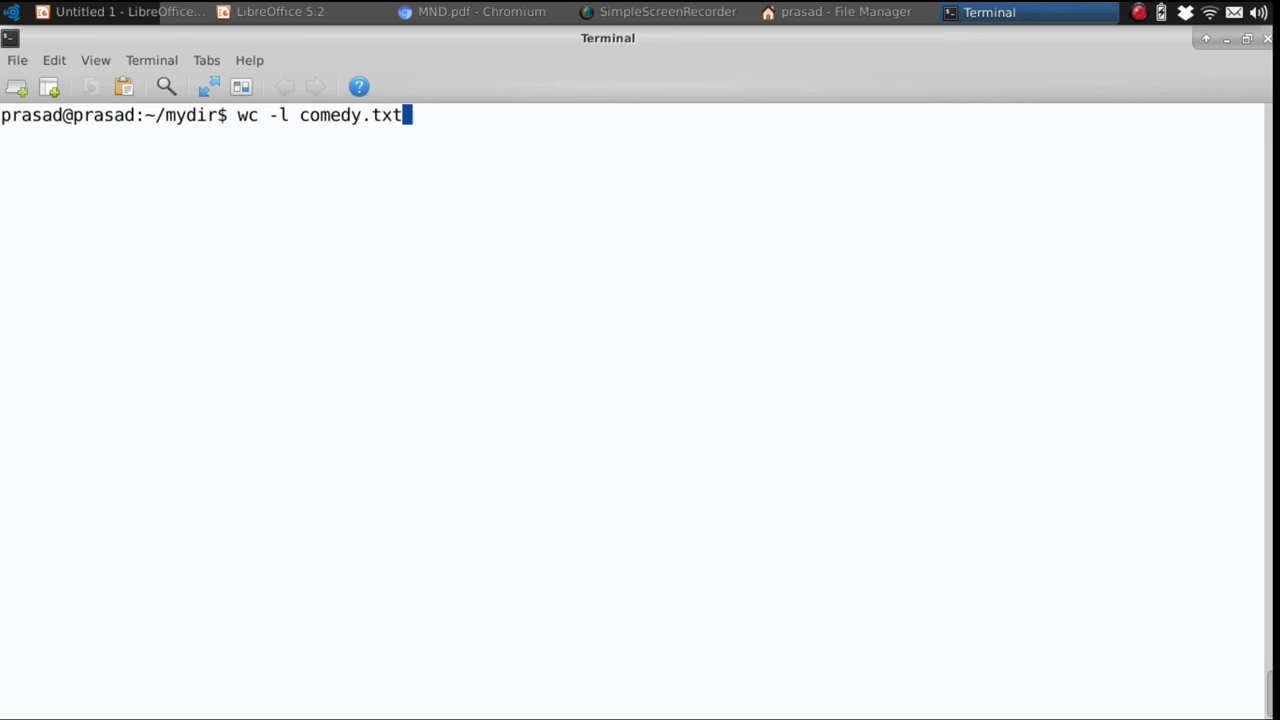 Untitled 1 - LibreOffice... LibreOffice 5.2 MND.pdf - Chromium SimpleScreenRecorder prasad - File Manager Terminal
Terminal
File Edit View Terminal Tabs Help
prasad@prasad:~/mydir$ wc -l comedy.txt